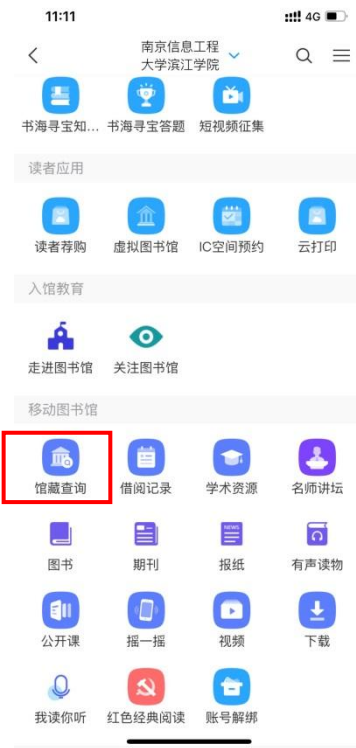 11:11
4G
南京信息工程
大学滨江学院
书海寻宝知... 书海寻宝答题 短视频征集
读者应用
读者荐购 虚拟图书馆 IC空间预约 云打印
入馆教育
走进图书馆 关注图书馆
移动图书馆
馆藏查询 借阅记录 学术资源 名师讲坛
NEWS
图书 期刊 报纸 有声读物
公开课 摇一摇 视频 下载
我读你听 红色经典阅读 账号解绑